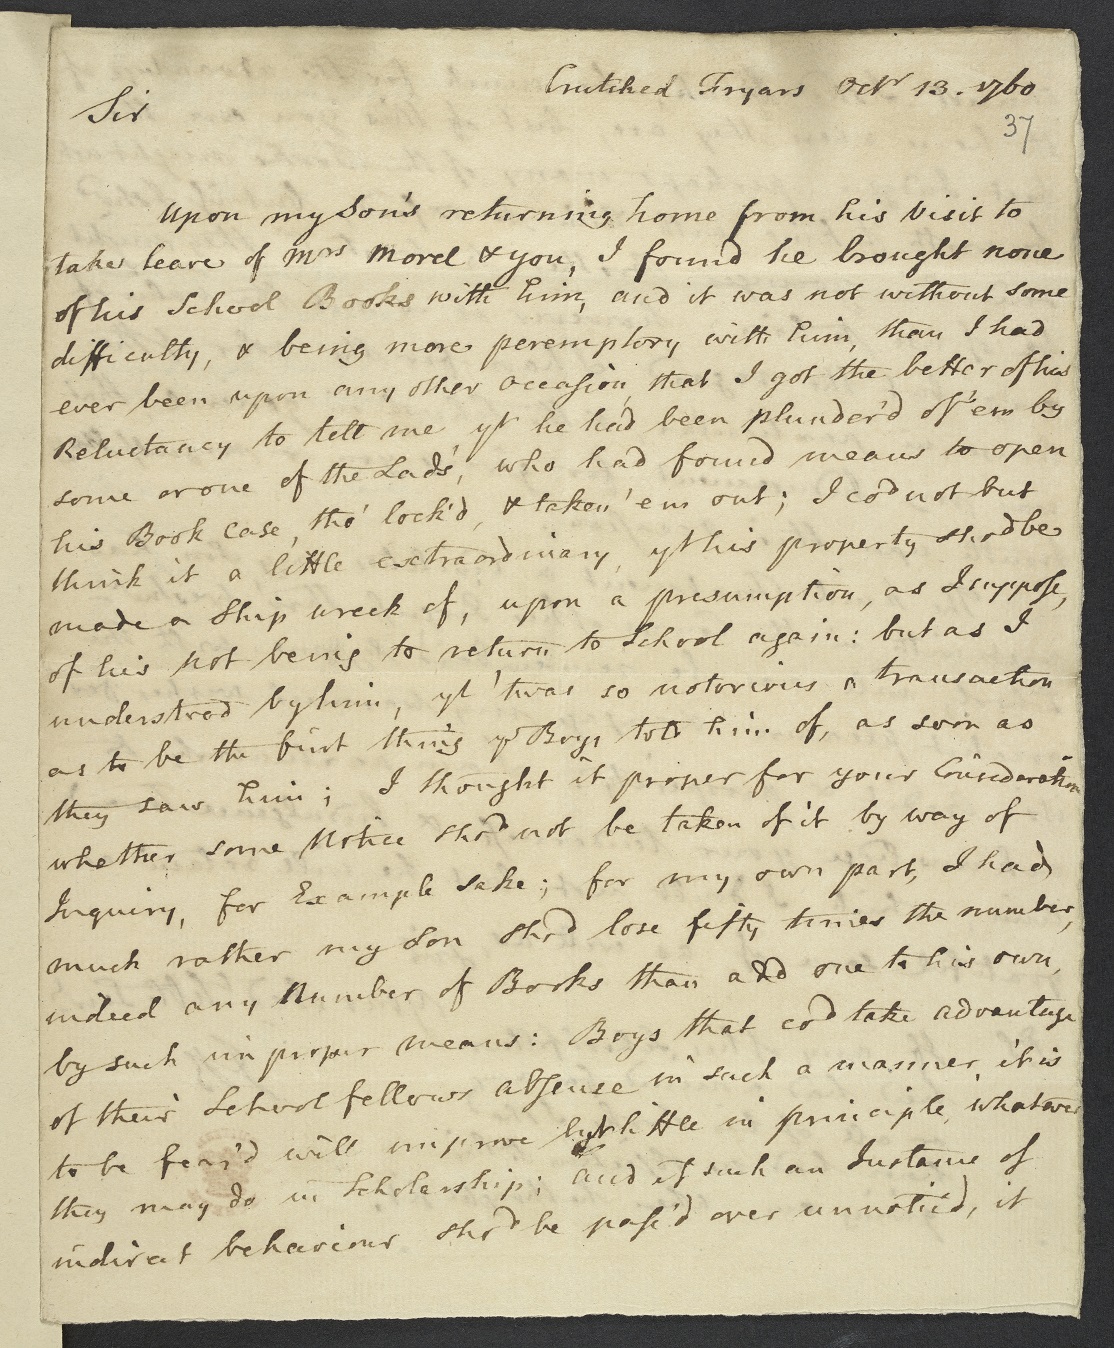 Crutched Fryars Octr 13. 1760
Sir
37
Upon my Son's returning home from his Visit to
take leave of Mrs Morel & you, I found he brought none
of his School Books with him, and it was not without some
difficulty, & being more peremptory with him, than I had
ever been upon any other occasion, that I got the better of his
Reluctancy to tell me, yt he had been plunder'd of 'em by
some or one of the Lads, who had found means to open
his Book case, tho' lock'd, & taken 'em out; I cod not but
think it a little extraordinary, yt his property shod be
made a Ship wreck of, upon a presumption, as I suppose,
of his not being to return to School again: but as I
understood by him, yt 'twas so notorious a transaction
as to be the first thing ye Boys told him of, as soon as
they saw him; I thought it proper for your Consideration
whether some Notice shod not be taken of it by way of
Inquiry, for Example sake; for my own part, I had
much rather my Son shod lose fifty times the number,
indeed any Number of Books than add one to his own,
by such improper means: Boys that cod take advantage
of their School fellows absense in such a manner, it is
to be fear'd will improve but little in principle, whatever
they may do in Scholarship; and if such an Instance of
indirect behaviour shod be pass'd over unnotic'd, it